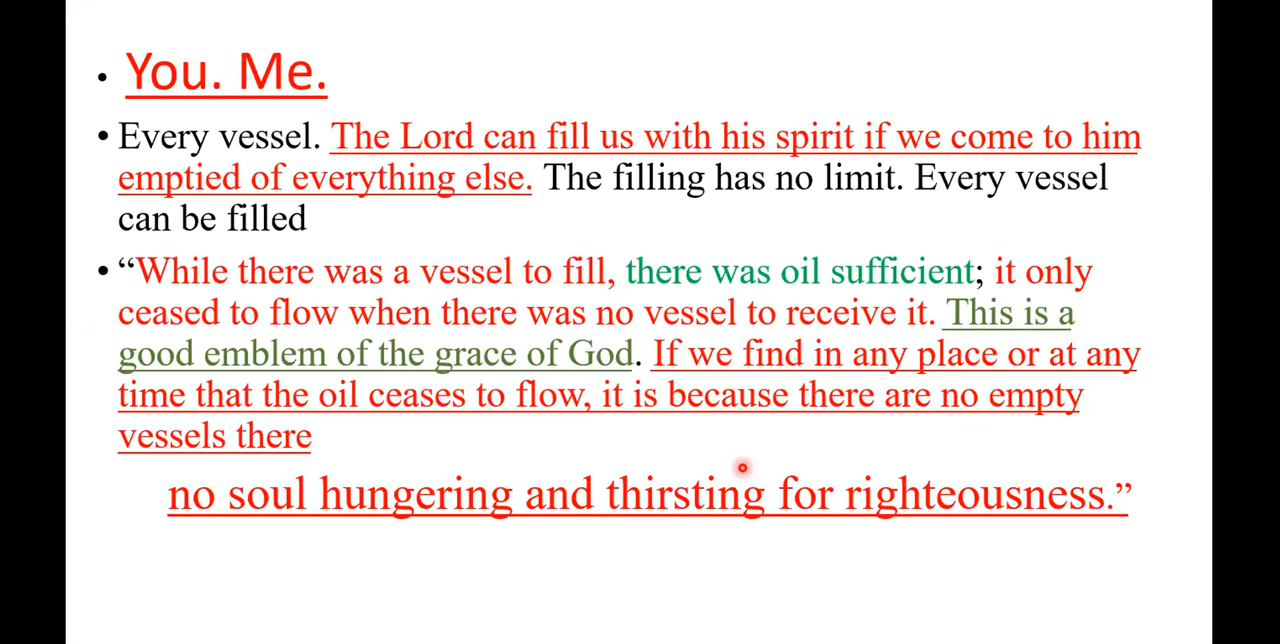 • You. Me.
• Every vessel. The Lord can fill us with his spirit if we come to him
emptied of everything else. The filling has no limit. Every vessel
can be filled
• “While there was a vessel to fill, there was oil sufficient; it only
ceased to flow when there was no vessel to receive it. This is a
good emblem of the grace of God. If we find in any place or at any
time that the oil ceases to flow, it is because there are no empty
vessels there
no soul hungering and thirsting for righteousness.”